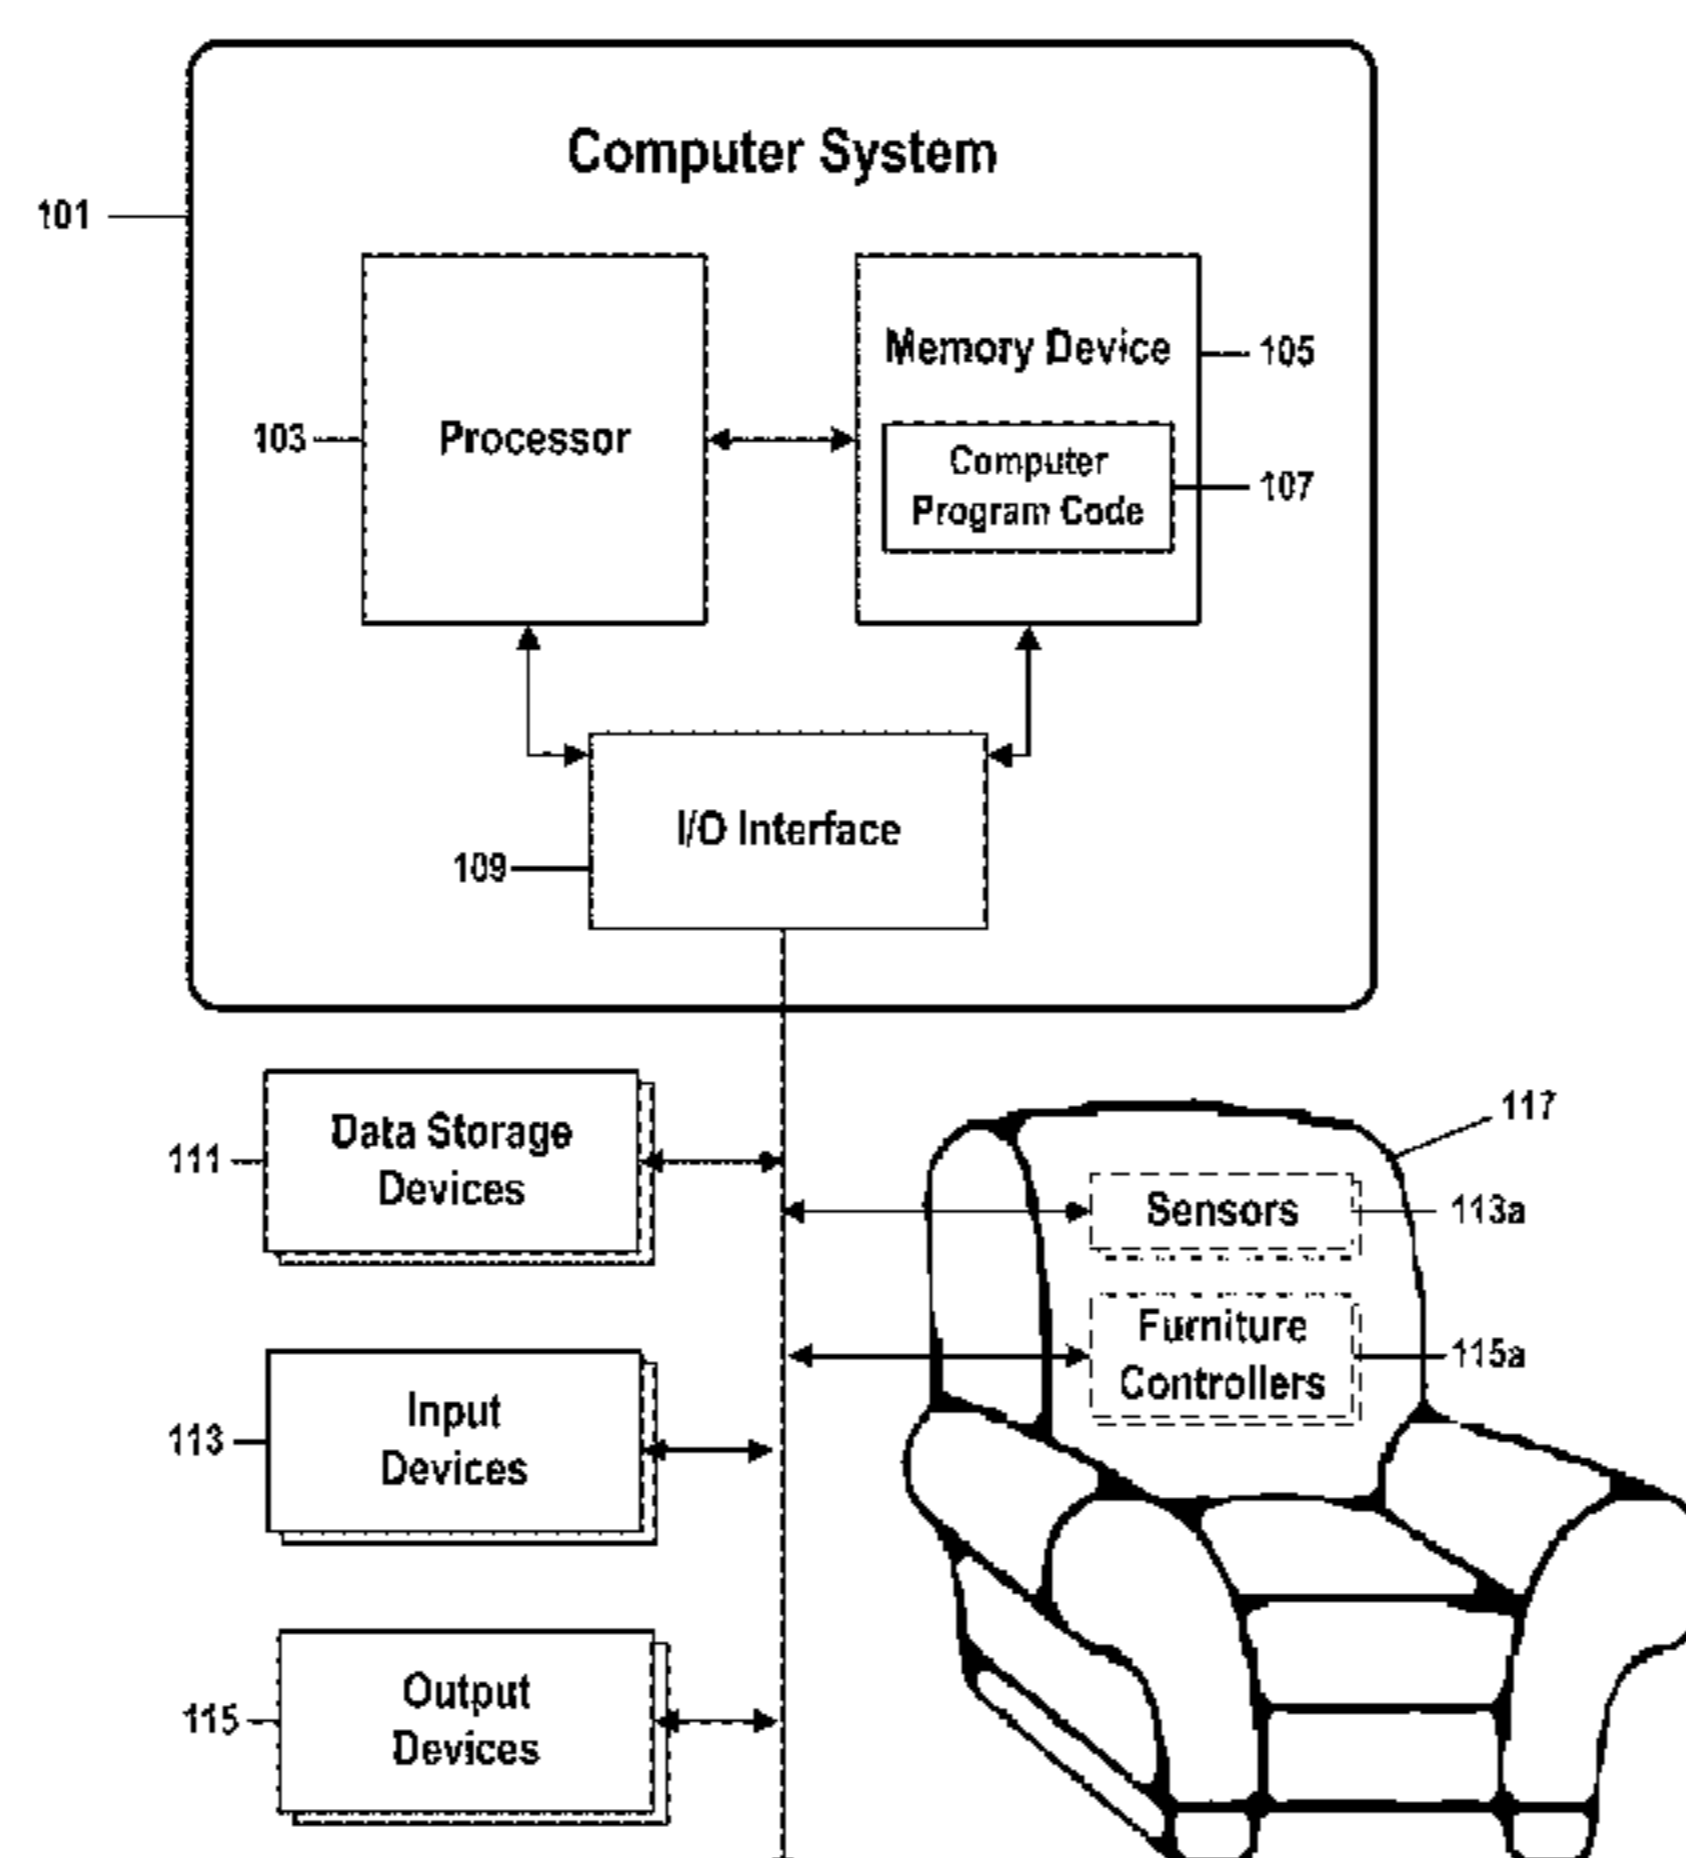 Computer System
101
Memory Device
105
103
Processor
Computer
Program Code
107
I/O Interface
109
117
Data Storage
Devices
111
Sensors
113a
Furniture
Controllers
115a
Input
Devices
113
Output
Devices
115